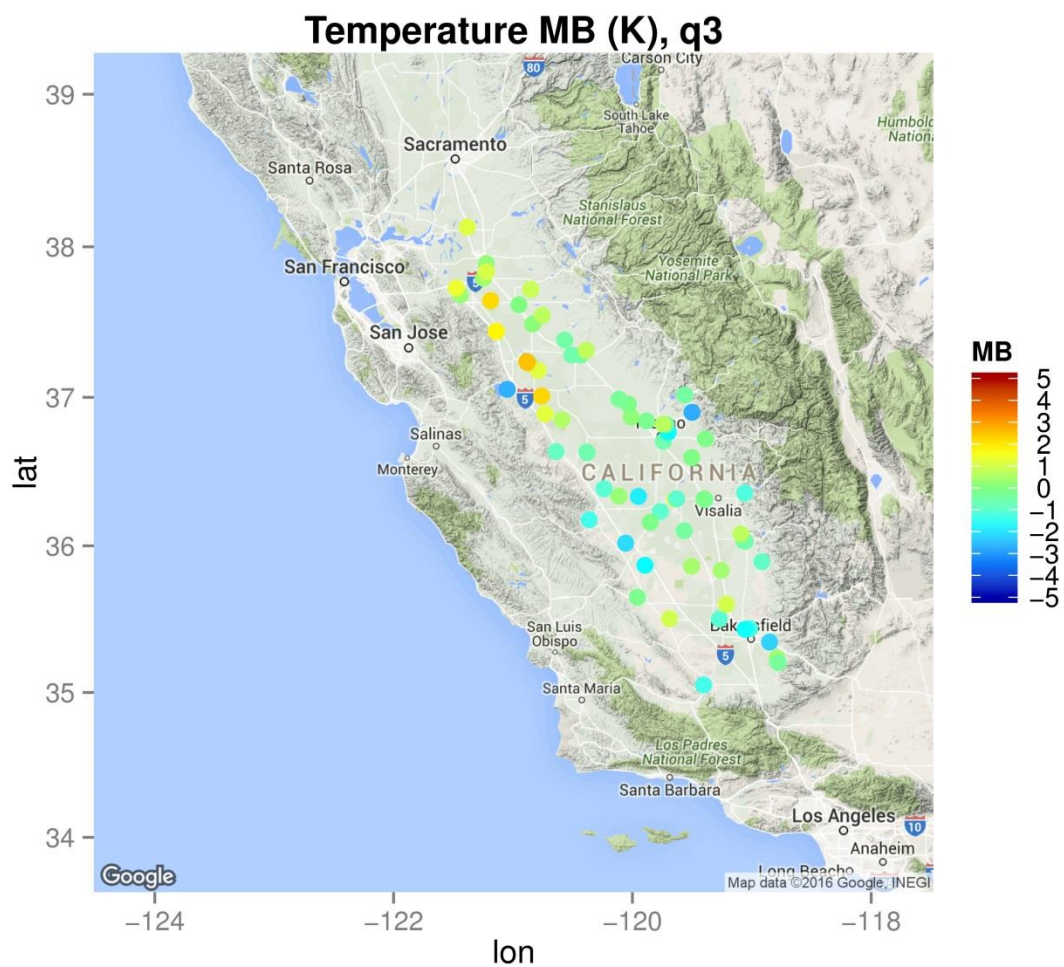 Temperature MB (K), q3
39
38
37
36
35
34
lat
−124
−122
−120
−118
lon
80
Carson City
South Lake
Tahoe
Sacramento
Santa Rosa
Stanislaus
National Forest
San Francisco
5
Yosemite
National Park
San Jose
5
Salinas
Monterey
CALIFORNIA
Visalia
San Luis
Obispo
5
Santa Maria
Los Padres
National Forest
Santa Barbara
Los Angeles
10
Anaheim
Long Beach
Google
Map data ©2016 Google, INEGI
MB
5
4
3
2
1
0
−1
−2
−3
−4
−5